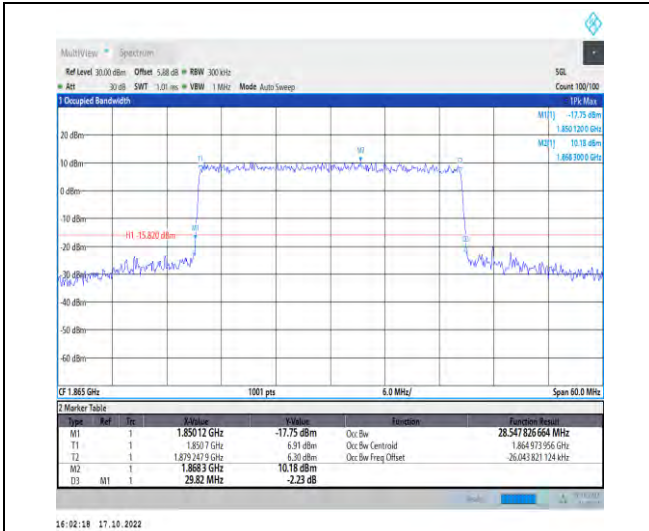 MultiView Spectrum
Ref Level 30.00 dBm Offset 5.88 dB RBW 300 kHz SGL
Att 30 dB SWT 1.01 ms VBW 1 MHz Mode Auto Sweep Count 100/100
1 Occupied Bandwidth 1Pk Max
M1[1] -17.75 dBm
1.850 120 0 GHz
M2[1] 10.18 dBm
1.868 300 0 GHz
20 dBm
M2
T1
10 dBm
0 dBm
-10 dBm
H1 -15.820 dBm
M1
-20 dBm
-30 dBm
-40 dBm
-50 dBm
-60 dBm
CF 1.865 GHz 1001 pts 6.0 MHz/ Span 60.0 MHz
2 Marker Table
Type Ref Trc X-Value Y-Value Function Function Result
M1 1 1.85012 GHz -17.75 dBm Occ Bw 28.547 826 664 MHz
T1 1 1.8507 GHz 6.91 dBm Occ Bw Centroid 1.864 973 956 GHz
T2 1 1.879 247 9 GHz 6.30 dBm Occ Bw Freq Offset -26.043 821 124 kHz
M2 1 1.8683 GHz 10.18 dBm
D3 M1 1 29.82 MHz -2.23 dB
16:02:18 17.10.2022